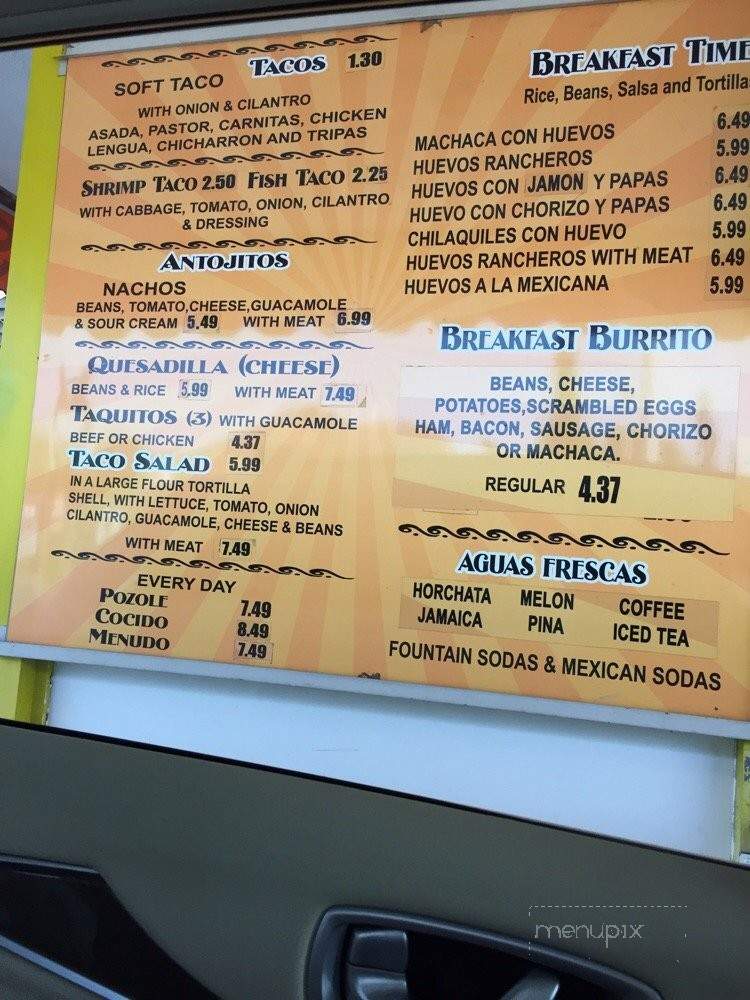 TACOS 1.30
SOFT TACO
WITH ONION & CILANTRO
ASADA, PASTOR, CARNITAS, CHICKEN
LENGUA, CHICHARRON AND TRIPAS
SHRIMP TACO 2.50 FISH TACO 2.25
WITH CABBAGE, TOMATO, ONION, CILANTRO
& DRESSING
ANTOJITOS
NACHOS
BEANS, TOMATO,CHEESE,GUACAMOLE
& SOUR CREAM 5.49 WITH MEAT 6.99
QUESADILLA (CHEESE)
BEANS & RICE 5.99 WITH MEAT 7.49
TAQUITOS (3) WITH GUACAMOLE
BEEF OR CHICKEN 4.37
TACO SALAD 5.99
IN A LARGE FLOUR TORTILLA
SHELL, WITH LETTUCE, TOMATO, ONION
CILANTRO, GUACAMOLE, CHEESE & BEANS
WITH MEAT 7.49
EVERY DAY
POZOLE 7.49
COCIDO 8.49
MENUDO 7.49
BREAKFAST TIME
Rice, Beans, Salsa and Tortilla
MACHACA CON HUEVOS 6.49
HUEVOS RANCHEROS 5.99
HUEVOS CON JAMON Y PAPAS 6.49
HUEVO CON CHORIZO Y PAPAS 6.49
CHILAQUILES CON HUEVO 5.99
HUEVOS RANCHEROS WITH MEAT 6.49
HUEVOS A LA MEXICANA 5.99
BREAKFAST BURRITO
BEANS, CHEESE,
POTATOES,SCRAMBLED EGGS
HAM, BACON, SAUSAGE, CHORIZO
OR MACHACA.
REGULAR 4.37
AGUAS FRESCAS
HORCHATA MELON COFFEE
JAMAICA PINA ICED TEA
FOUNTAIN SODAS & MEXICAN SODAS
menupix